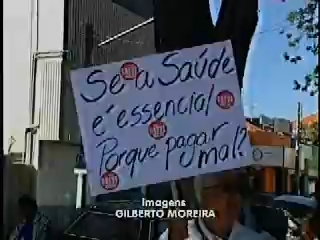 Se a Saúde
é essencial
Porque pagar
mal?
Imagens
GILBERTO MOREIRA